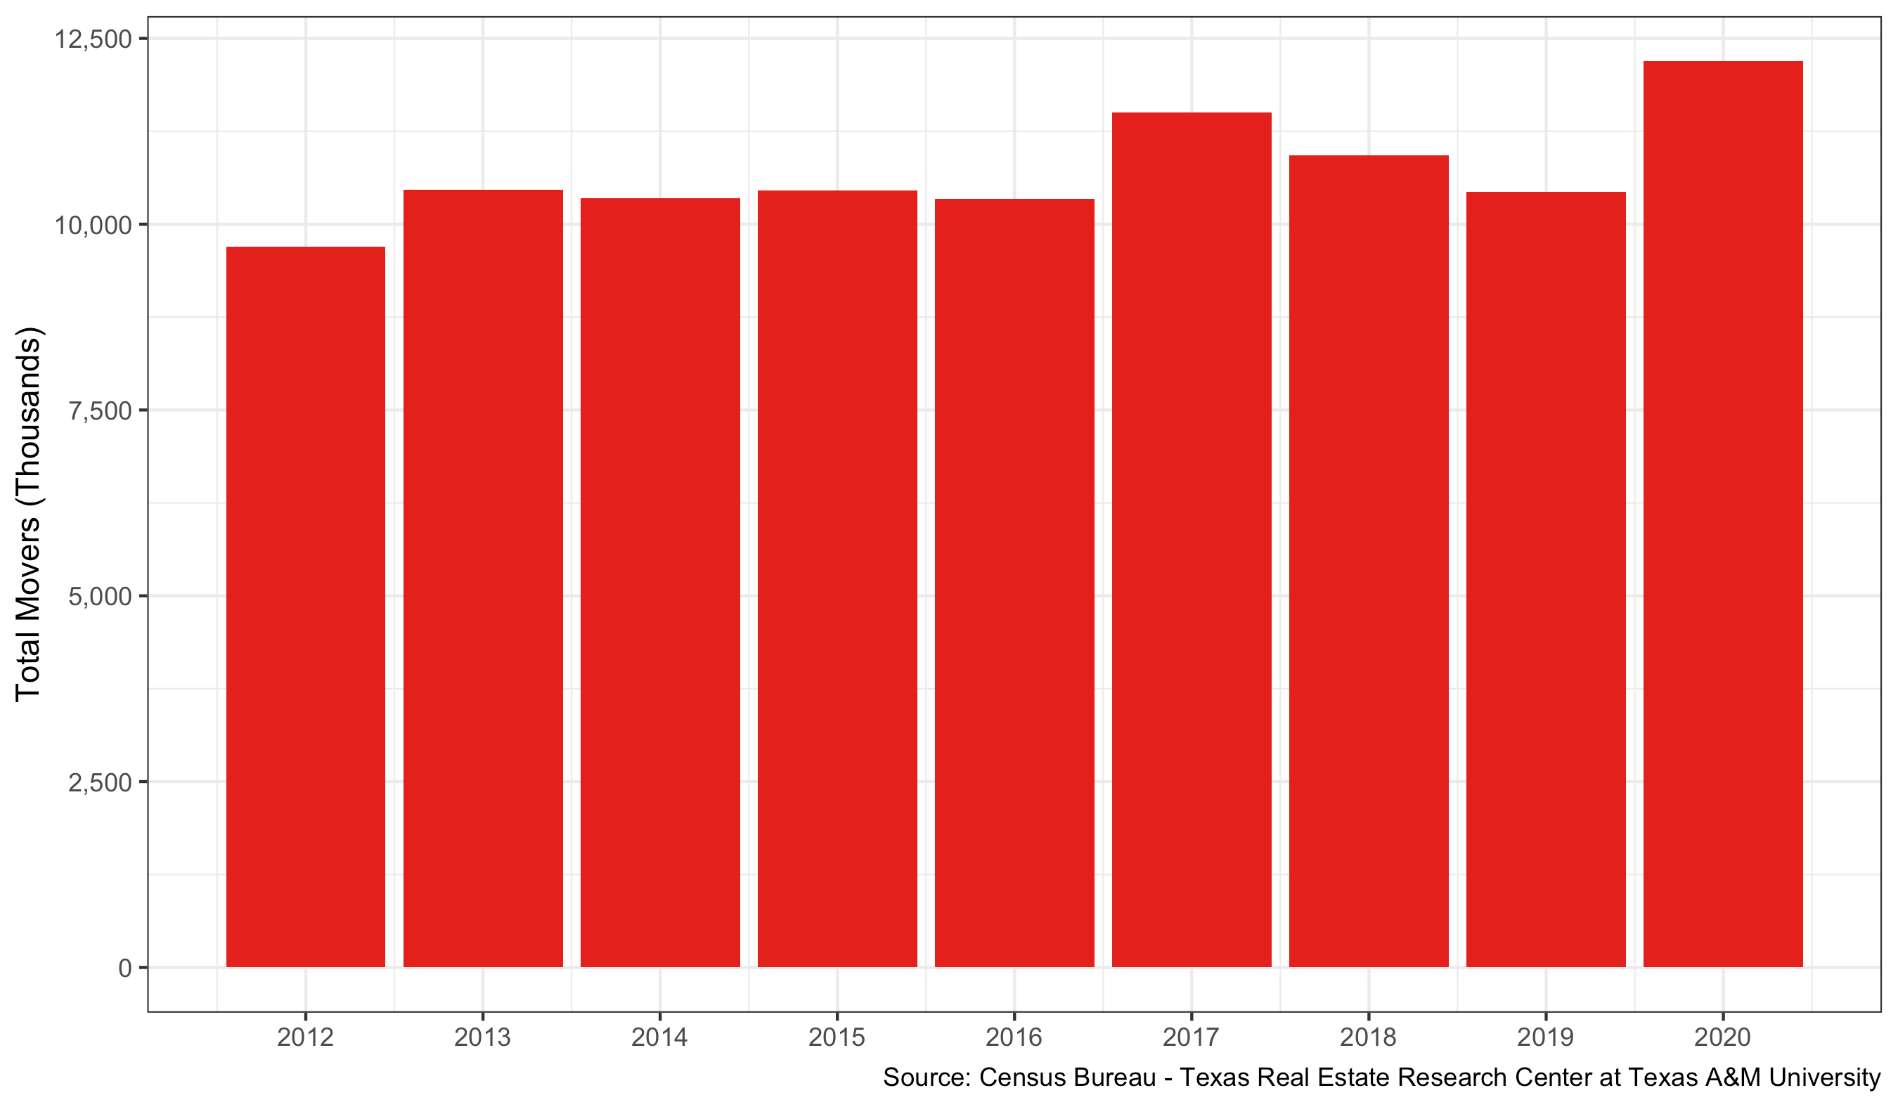 Total Movers (Thousands)
12,500
10,000
7,500
5,000
2,500
0
2012 2013 2014 2015 2016 2017 2018 2019 2020
Source: Census Bureau - Texas Real Estate Research Center at Texas A&M University